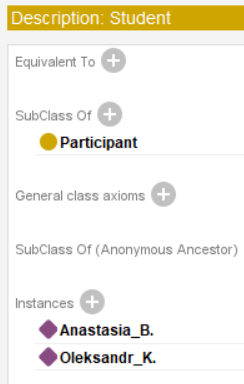 Description: Student
Equivalent To
SubClass Of
Participant
General class axioms
SubClass Of (Anonymous Ancestor)
Instances
Anastasia_B.
Oleksandr_K.